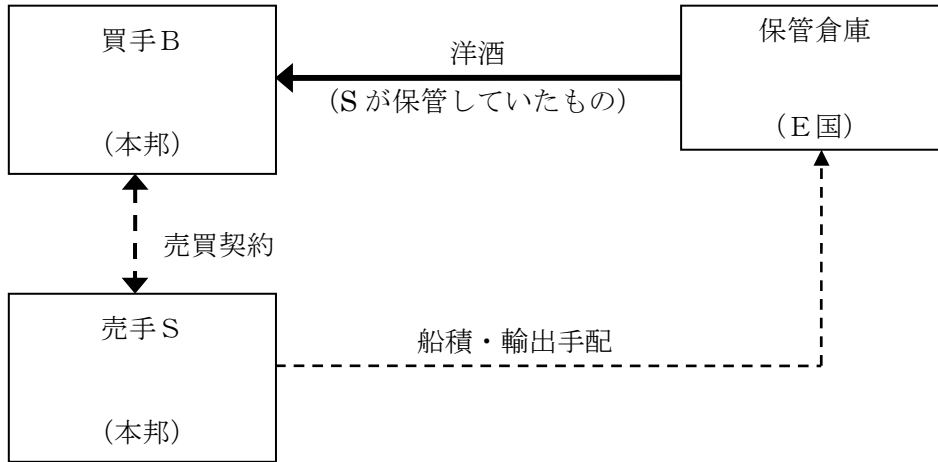 買手Ｂ
（本邦）
洋酒
（S が保管していたもの）
保管倉庫
（Ｅ国）
売買契約
売手Ｓ
（本邦）
船積・輸出手配